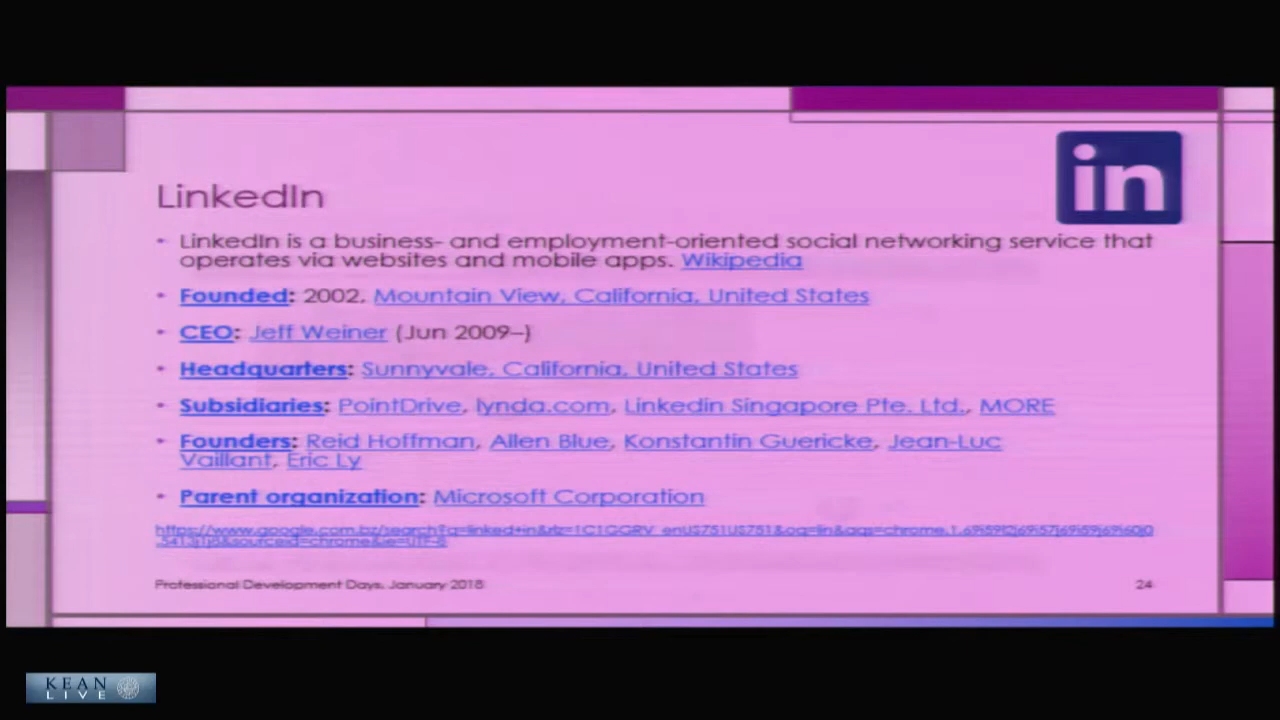 in
LinkedIn
LinkedIn is a business- and employment-oriented social networking service that
operates via websites and mobile apps. Wikipedia
Founded: 2002, Mountain View, California, United States
CEO: Jeff Weiner (Jun 2009–)
Headquarters: Sunnyvale, California, United States
Subsidiaries: PointDrive, lynda.com, Linkedin Singapore Pte. Ltd., MORE
Founders: Reid Hoffman, Allen Blue, Konstantin Guericke, Jean-Luc
Vaillant, Eric Ly
Parent organization: Microsoft Corporation
Professional Development Days, January 2018
24
KEAN
LIVE